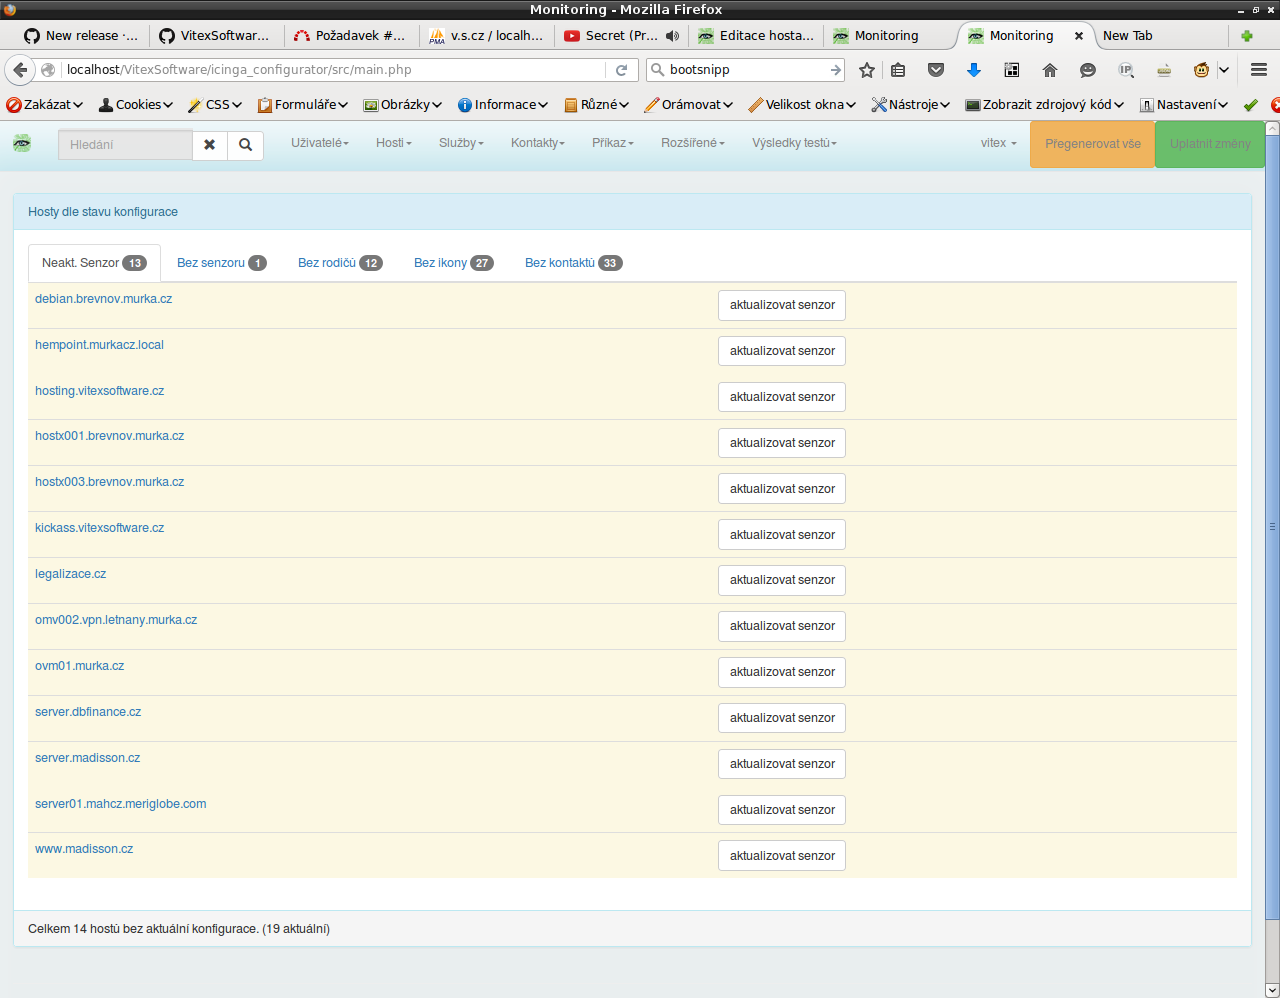 Monitoring - Mozilla Firefox
New release ·... VitexSoftwar... Požadavek #... v.s.cz / localh... Secret (Pr... Editace hosta... Monitoring Monitoring New Tab
localhost/VitexSoftware/icinga_configurator/src/main.php bootsnipp
Zakázat Cookies CSS Formuláře Obrázky Informace Různé Orámovat Velikost okna Nástroje Zobrazit zdrojový kód Nastavení
Hledání Uživatelé Hosti Služby Kontakty Příkaz Rozšířené Výsledky testů vitex Přegenerovat vše Uplatnit změny
Hosty dle stavu konfigurace
Neakt. Senzor 13 Bez senzoru 1 Bez rodičů 12 Bez ikony 27 Bez kontaktů 33
debian.brevnov.murka.cz aktualizovat senzor
hempoint.murkacz.local aktualizovat senzor
hosting.vitexsoftware.cz aktualizovat senzor
hostx001.brevnov.murka.cz aktualizovat senzor
hostx003.brevnov.murka.cz aktualizovat senzor
kickass.vitexsoftware.cz aktualizovat senzor
legalizace.cz aktualizovat senzor
omv002.vpn.letnany.murka.cz aktualizovat senzor
ovm01.murka.cz aktualizovat senzor
server.dbfinance.cz aktualizovat senzor
server.madisson.cz aktualizovat senzor
server01.mahcz.meriglobe.com aktualizovat senzor
www.madisson.cz aktualizovat senzor
Celkem 14 hostů bez aktuální konfigurace. (19 aktuální)